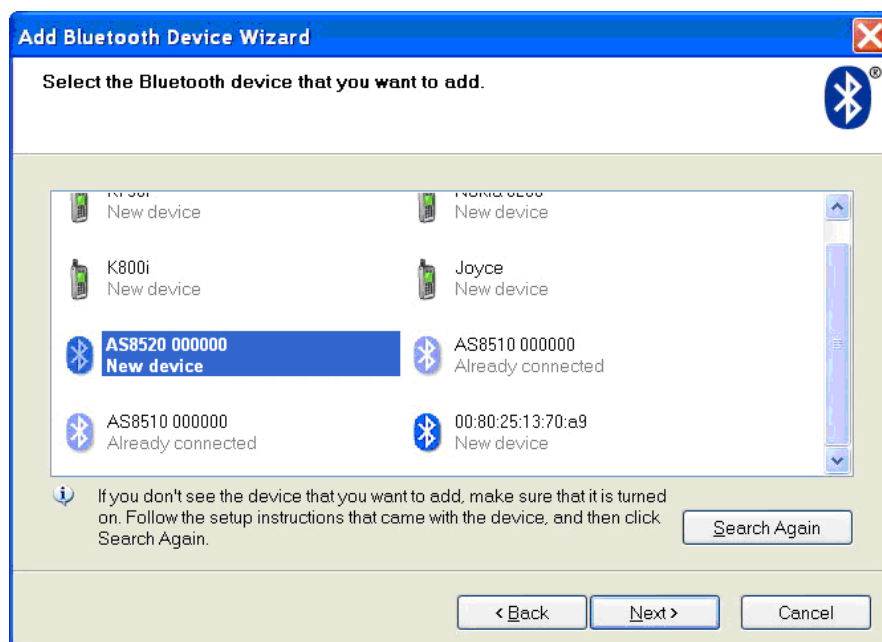 Add Bluetooth Device Wizard
Select the Bluetooth device that you want to add.
®
New device
New device
K800i
New device
Joyce
New device
AS8520 000000
New device
AS8510 000000
Already connected
AS8510 000000
Already connected
00:80:25:13:70:a9
New device
If you don't see the device that you want to add, make sure that it is turned
on. Follow the setup instructions that came with the device, and then click
Search Again.
Search Again
< Back
Next >
Cancel